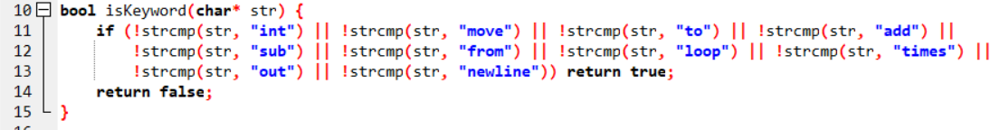 10 bool isKeyword(char* str) {
11 if (!strcmp(str, "int") || !strcmp(str, "move") || !strcmp(str, "to") || !strcmp(str, "add") ||
12 !strcmp(str, "sub") || !strcmp(str, "from") || !strcmp(str, "loop") || !strcmp(str, "times") ||
13 !strcmp(str, "out") || !strcmp(str, "newline")) return true;
14 return false;
15 }